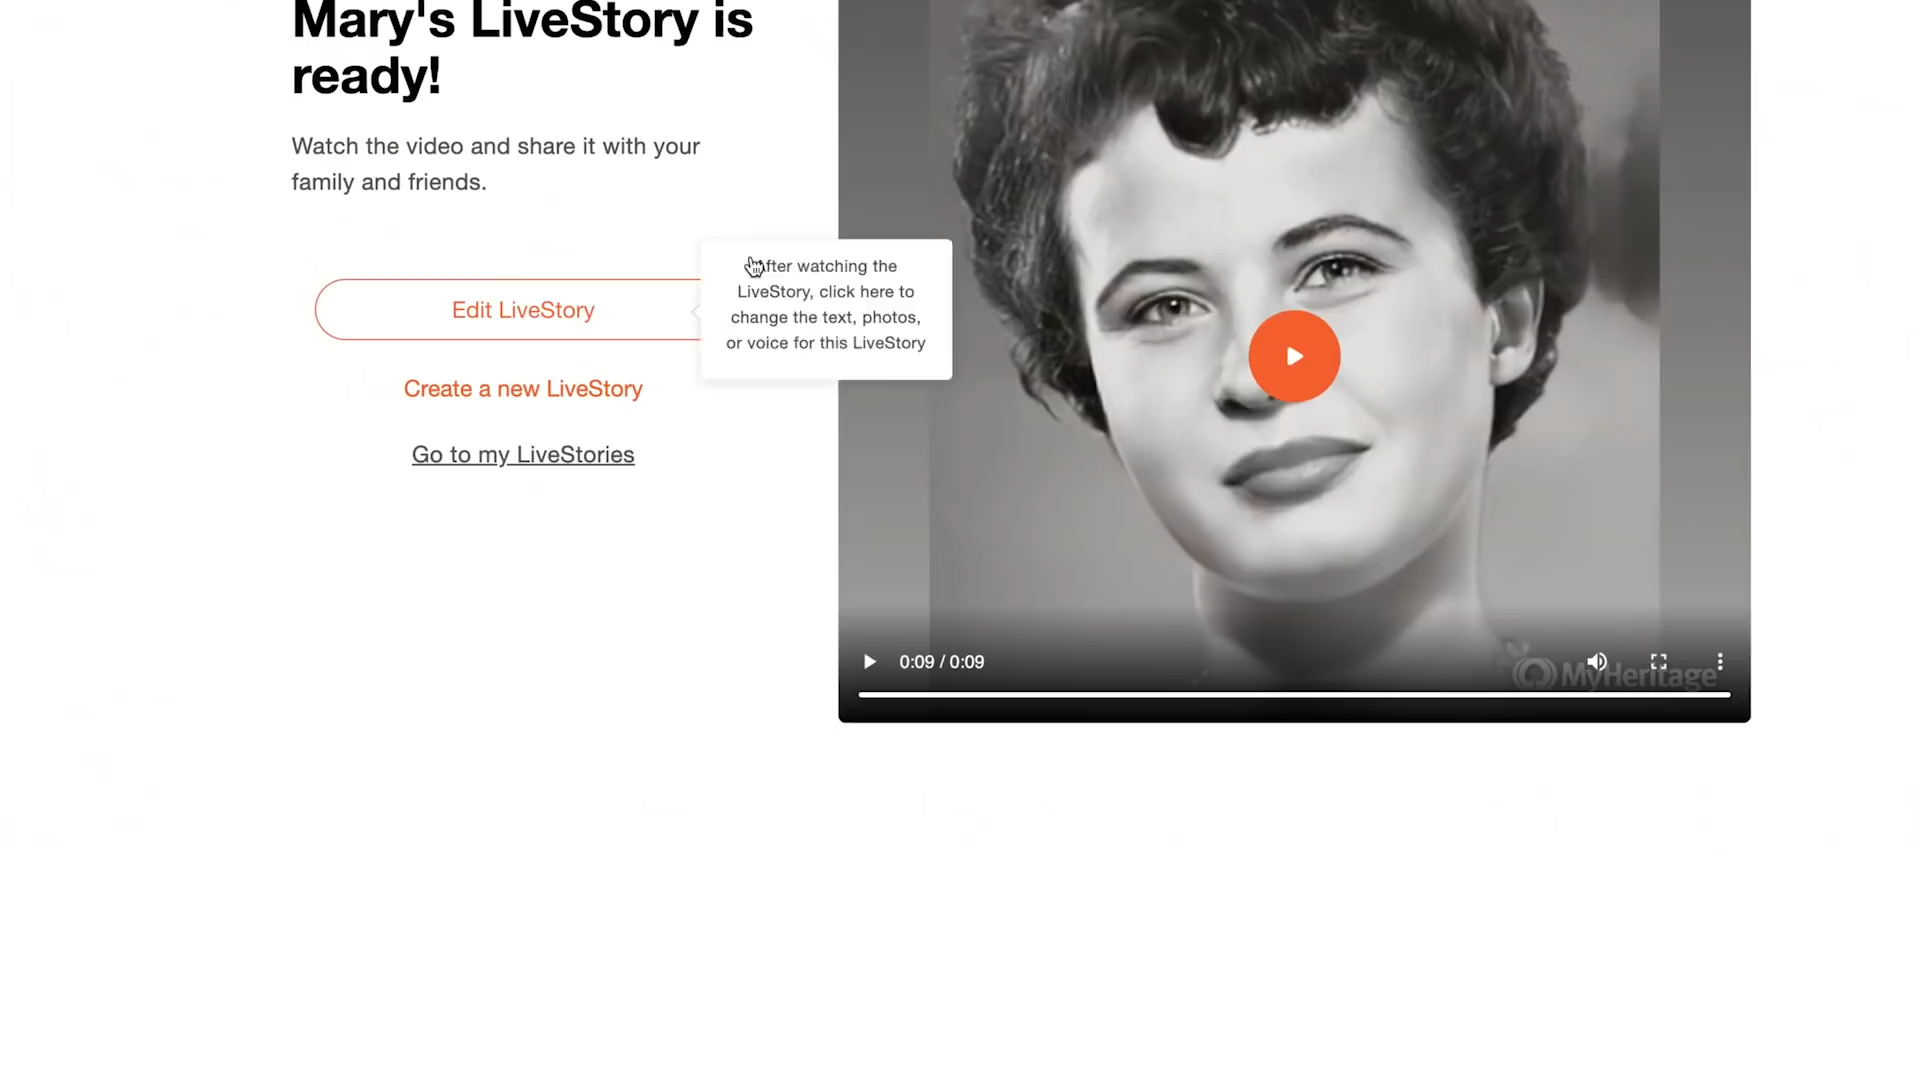 Mary's LiveStory is
ready!
Watch the video and share it with your
family and friends.
After watching the
LiveStory, click here to
change the text, photos,
or voice for this LiveStory
Edit LiveStory
Create a new LiveStory
Go to my LiveStories
0:09 / 0:09
MyHeritage